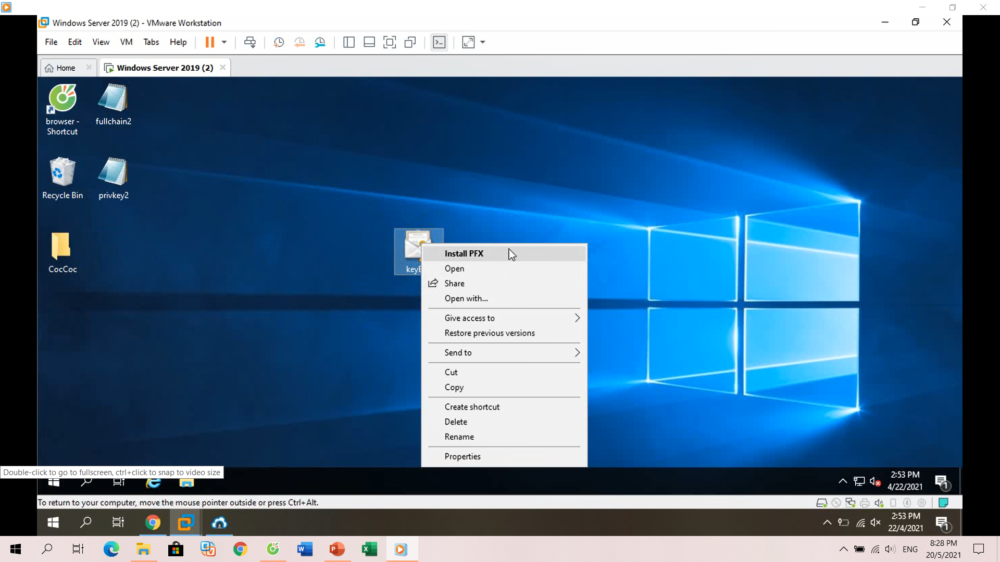 Windows Server 2019 (2) - VMware Workstation
File Edit View VM Tabs Help
Home
Windows Server 2019 (2)
browser - Shortcut
fullchain2
Recycle Bin
privkey2
CocCoc
Install PFX
Open
Share
Open with...
Give access to
Restore previous versions
Send to
Cut
Copy
Create shortcut
Delete
Rename
Properties
Double-click to go to fullscreen, ctrl+click to snap to video size
2:53 PM
4/22/2021
1
To return to your computer, move the mouse pointer outside or press Ctrl+Alt.
2:53 PM
22/4/2021
1
ENG
8:28 PM
20/5/2021